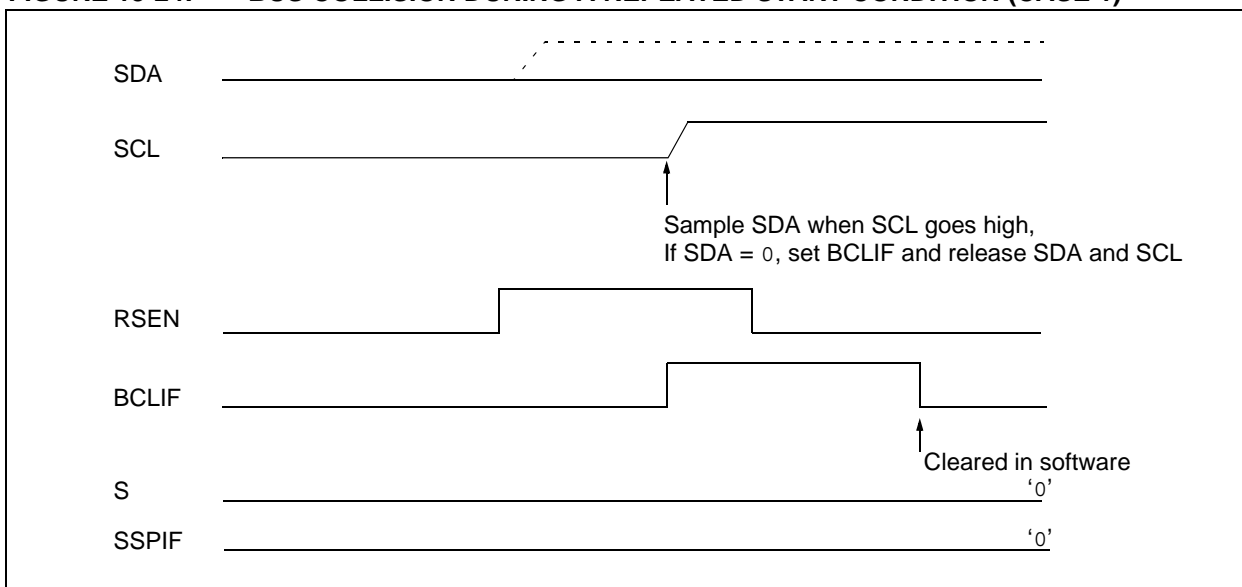 SDA
SCL
Sample SDA when SCL goes high,
If SDA = 0, set BCLIF and release SDA and SCL
RSEN
BCLIF
Cleared in software
S
‘0’
SSPIF
‘0’